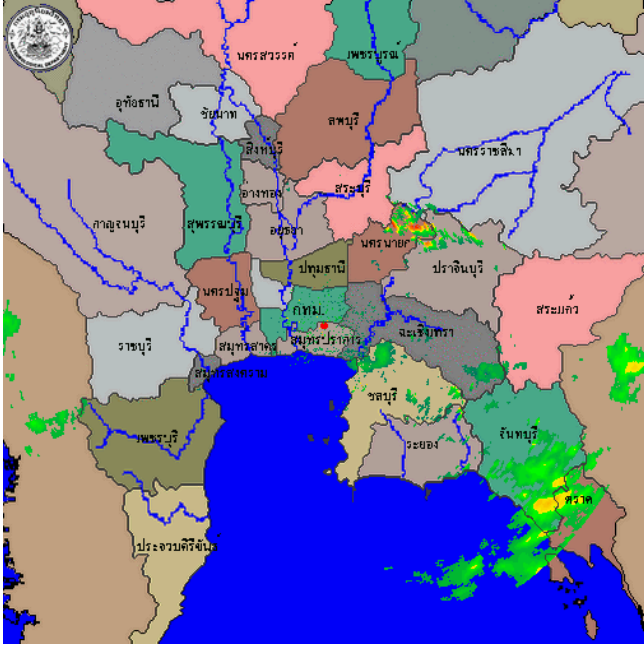 นครสวรรค์
เพชรบูรณ์
อุทัยธานี
ชัยนาท
ลพบุรี
สิงห์บุรี
นครราชสีมา
อ่างทอง
สระบุรี
กาญจนบุรี
สุพรรณบุรี
อยุธยา
นครนายก
ปทุมธานี
ปราจีนบุรี
นครปฐม
กทม.
สระแก้ว
ราชบุรี
สมุทรสาคร
สมุทรปราการ
ฉะเชิงเทรา
สมุทรสงคราม
ชลบุรี
เพชรบุรี
ระยอง
จันทบุรี
ตราด
ประจวบคีรีขันธ์